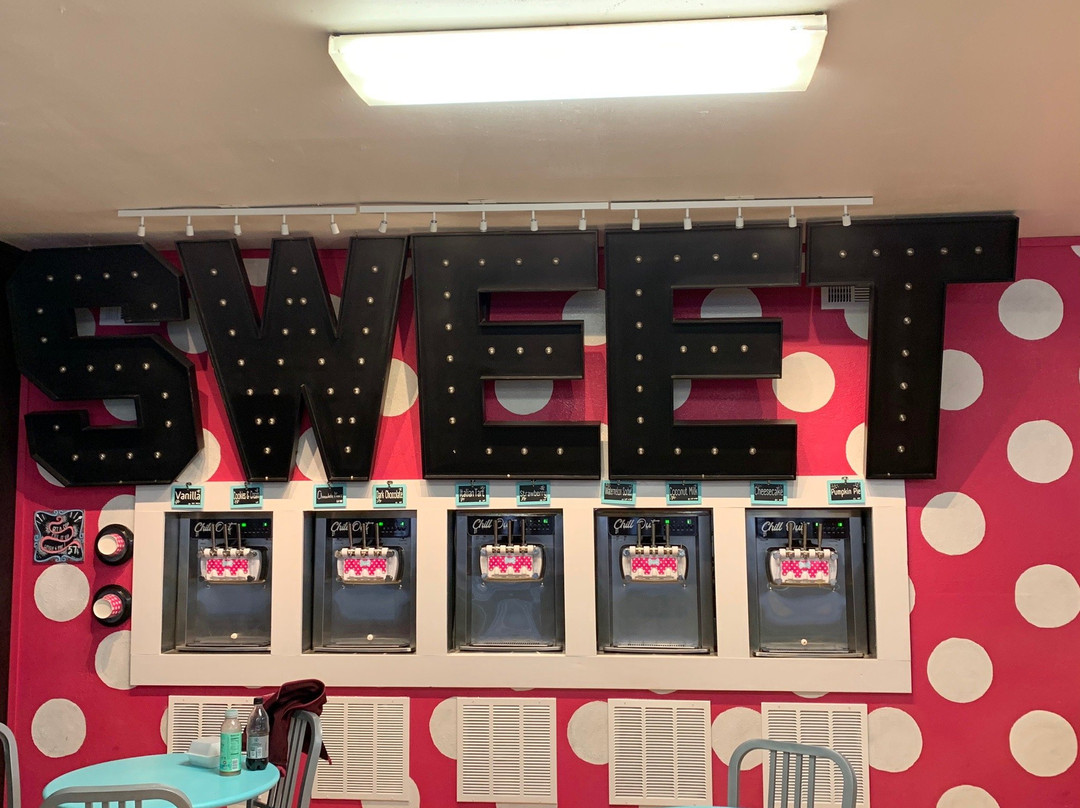 SWEET
Vanilla
Cookies & Cream
Dark Chocolate
Italian Tart
Strawberry
Coconut Milk
Cheesecake
Pumpkin Pie
Chill Out
Chill Out
Chill Out
Chill Out
Chill Out